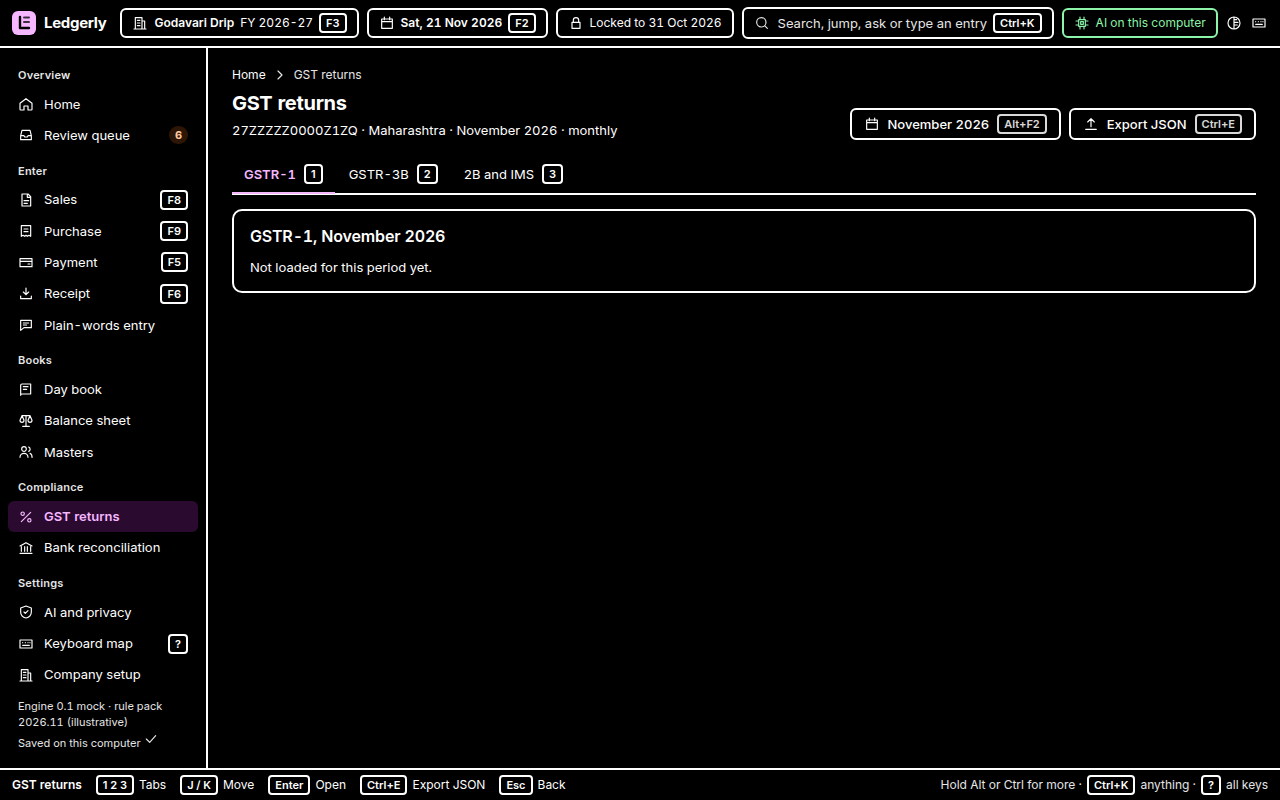 Ledgerly
Godavari Drip FY 2026-27 F3
Sat, 21 Nov 2026 F2
Locked to 31 Oct 2026
Search, jump, ask or type an entry Ctrl+K
AI on this computer
Overview
Home
Review queue 6
Enter
Sales F8
Purchase F9
Payment F5
Receipt F6
Plain-words entry
Books
Day book
Balance sheet
Masters
Compliance
GST returns
Bank reconciliation
Settings
AI and privacy
Keyboard map ?
Company setup
Engine 0.1 mock · rule pack
2026.11 (illustrative)
Saved on this computer
Home > GST returns
GST returns
27ZZZZZ0000Z1ZQ · Maharashtra · November 2026 · monthly
November 2026 Alt+F2
Export JSON Ctrl+E
GSTR-1 1 GSTR-3B 2 2B and IMS 3
GSTR-1, November 2026
Not loaded for this period yet.
GST returns 1 2 3 Tabs J / K Move Enter Open Ctrl+E Export JSON Esc Back
Hold Alt or Ctrl for more · Ctrl+K anything · ? all keys